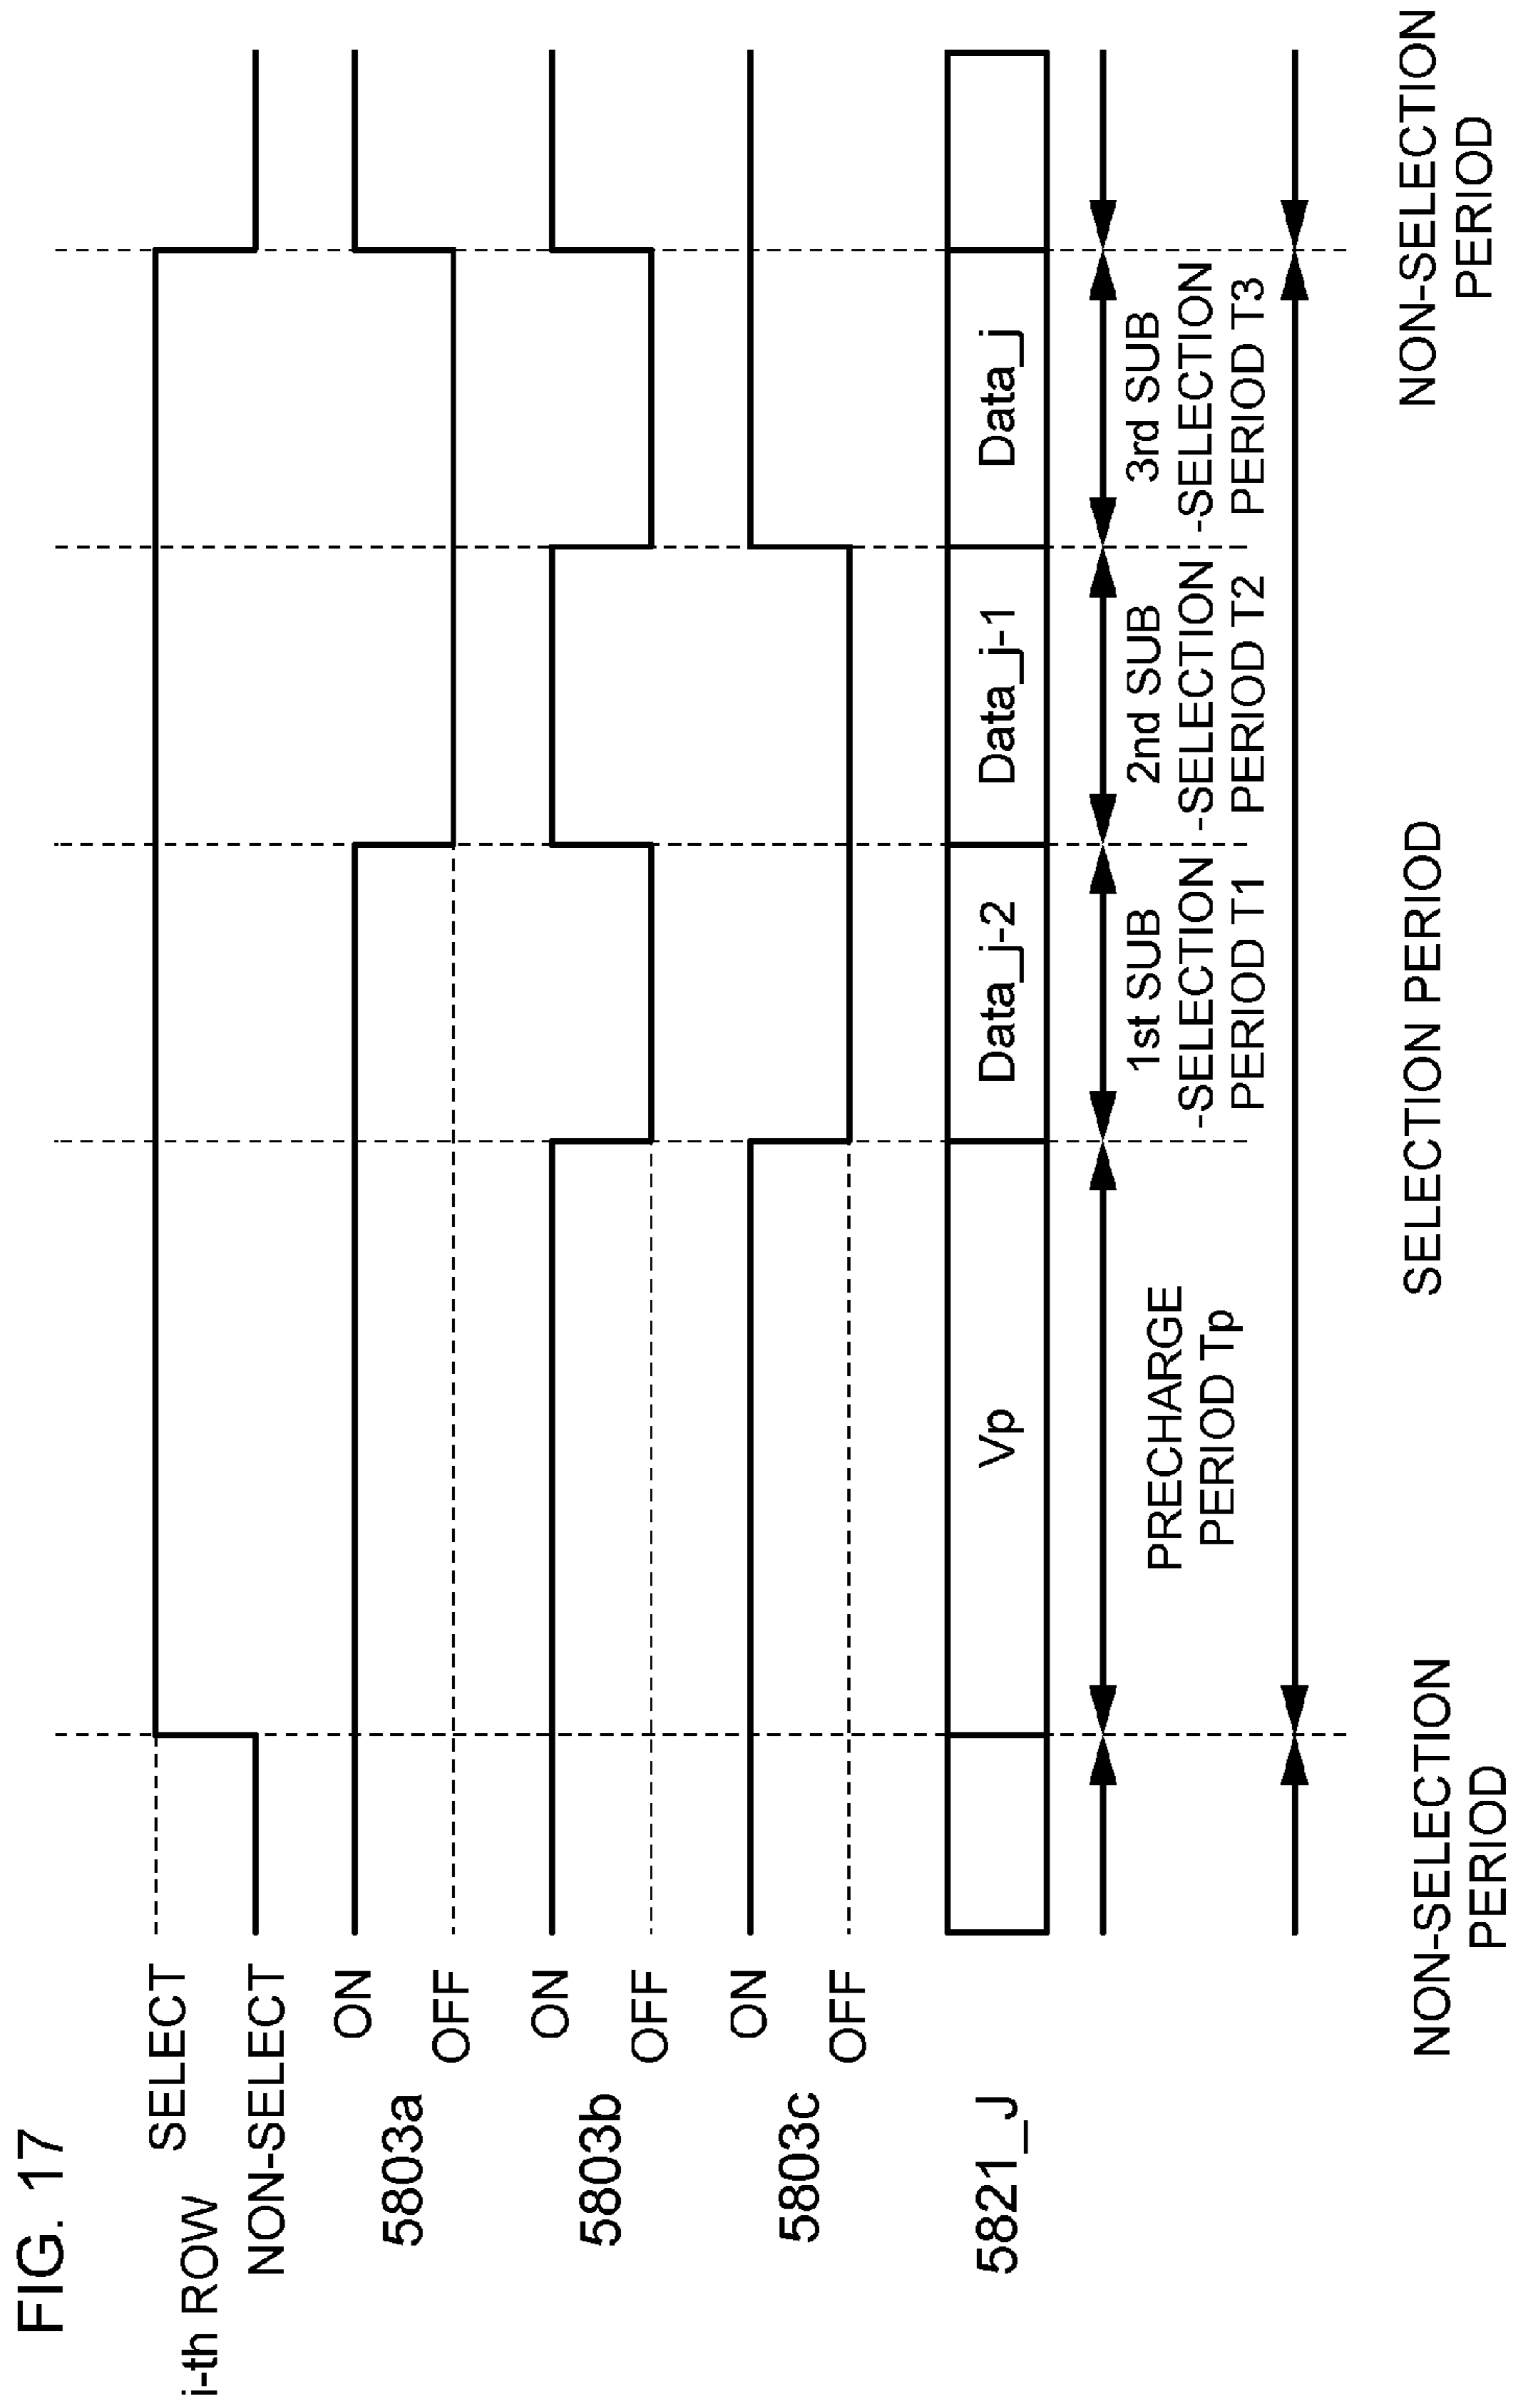 FIG. 17
i-th ROW
SELECT
NON-SELECT
5803a
ON
OFF
5803b
ON
OFF
5803c
ON
OFF
5821_J
Vp
Data_j-2
Data_j-1
Data_j
PRECHARGE
PERIOD Tp
1st SUB
-SELECTION
PERIOD T1
2nd SUB
-SELECTION
PERIOD T2
3rd SUB
-SELECTION
PERIOD T3
NON-SELECTION
PERIOD
SELECTION PERIOD
NON-SELECTION
PERIOD